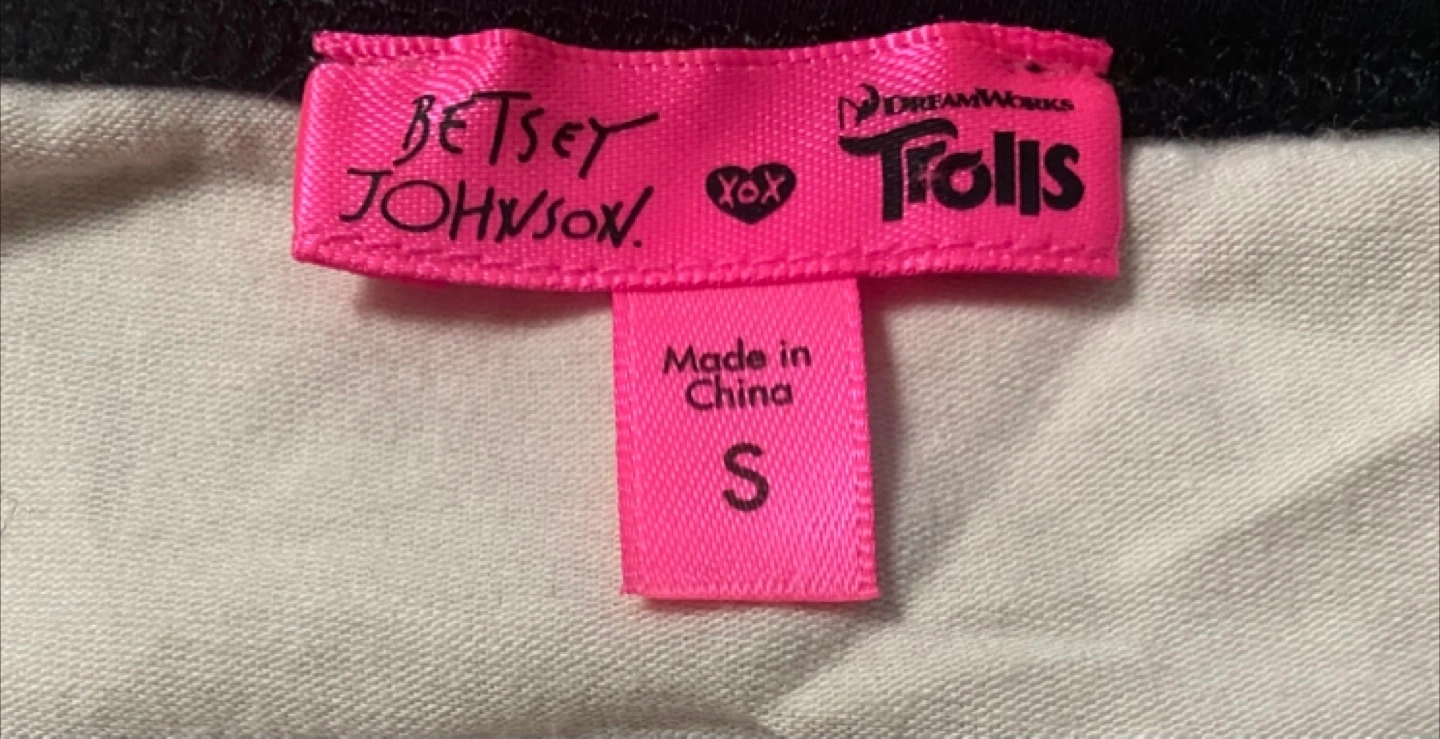 BETSEY
JOHNSON.
XOX
DREAMWORKS
Trolls
Made in
China
S